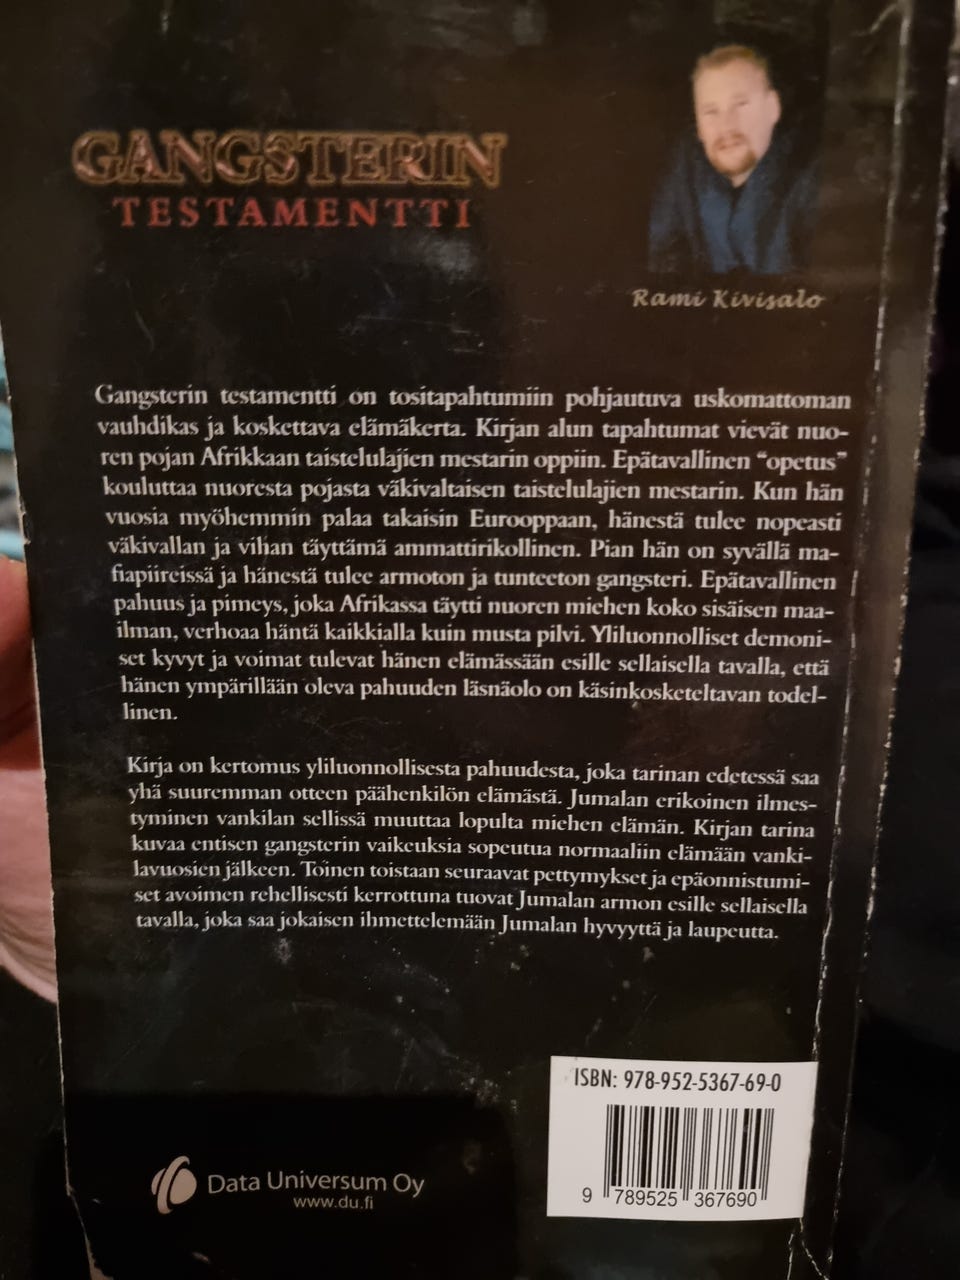 GANGSTERIN
TESTAMENTTI
Rami Kivisalo
Gangsterin testamentti on tositapahtumiin pohjautuva uskomattoman
vauhdikas ja koskettava elämäkerta. Kirjan alun tapahtumat vievät nuo-
ren pojan Afrikkaan taistelulajien mestarin oppiin. Epätavallinen “opetus”
kouluttaa nuoresta pojasta väkivaltaisen taistelulajien mestarin. Kun hän
vuosia myöhemmin palaa takaisin Eurooppaan, hänestä tulee nopeasti
väkivallan ja vihan täyttämä ammattirikollinen. Pian hän on syvällä ma-
fiapiireissä ja hänestä tulee armoton ja tunteeton gangsteri. Epätavallinen
pahuus ja pimeys, joka Afrikassa täytti nuoren miehen koko sisäisen maa-
ilman, verhoaa häntä kaikkialla kuin musta pilvi. Yliluonnolliset demoni-
set kyvyt ja voimat tulevat hänen elämässään esille sellaisella tavalla, että
hänen ympärillään oleva pahuuden läsnäolo on käsinkosketeltavan todel-
linen.
Kirja on kertomus yliluonnollisesta pahuudesta, joka tarinan edetessä saa
yhä suuremman otteen päähenkilön elämästä. Jumalan erikoinen ilmes-
tyminen vankilan sellissä muuttaa lopulta miehen elämän. Kirjan tarina
kuvaa entisen gangsterin vaikeuksia sopeutua normaaliin elämään vanki-
lavuosien jälkeen. Toinen toistaan seuraavat pettymykset ja epäonnistumi-
set avoimen rehellisesti kerrottuna tuovat Jumalan armon esille sellaisella
tavalla, joka saa jokaisen ihmettelemään Jumalan hyvyyttä ja laupeutta.
ISBN: 978-952-5367-69-0
9 789525 367690
Data Universum Oy
www.du.fi